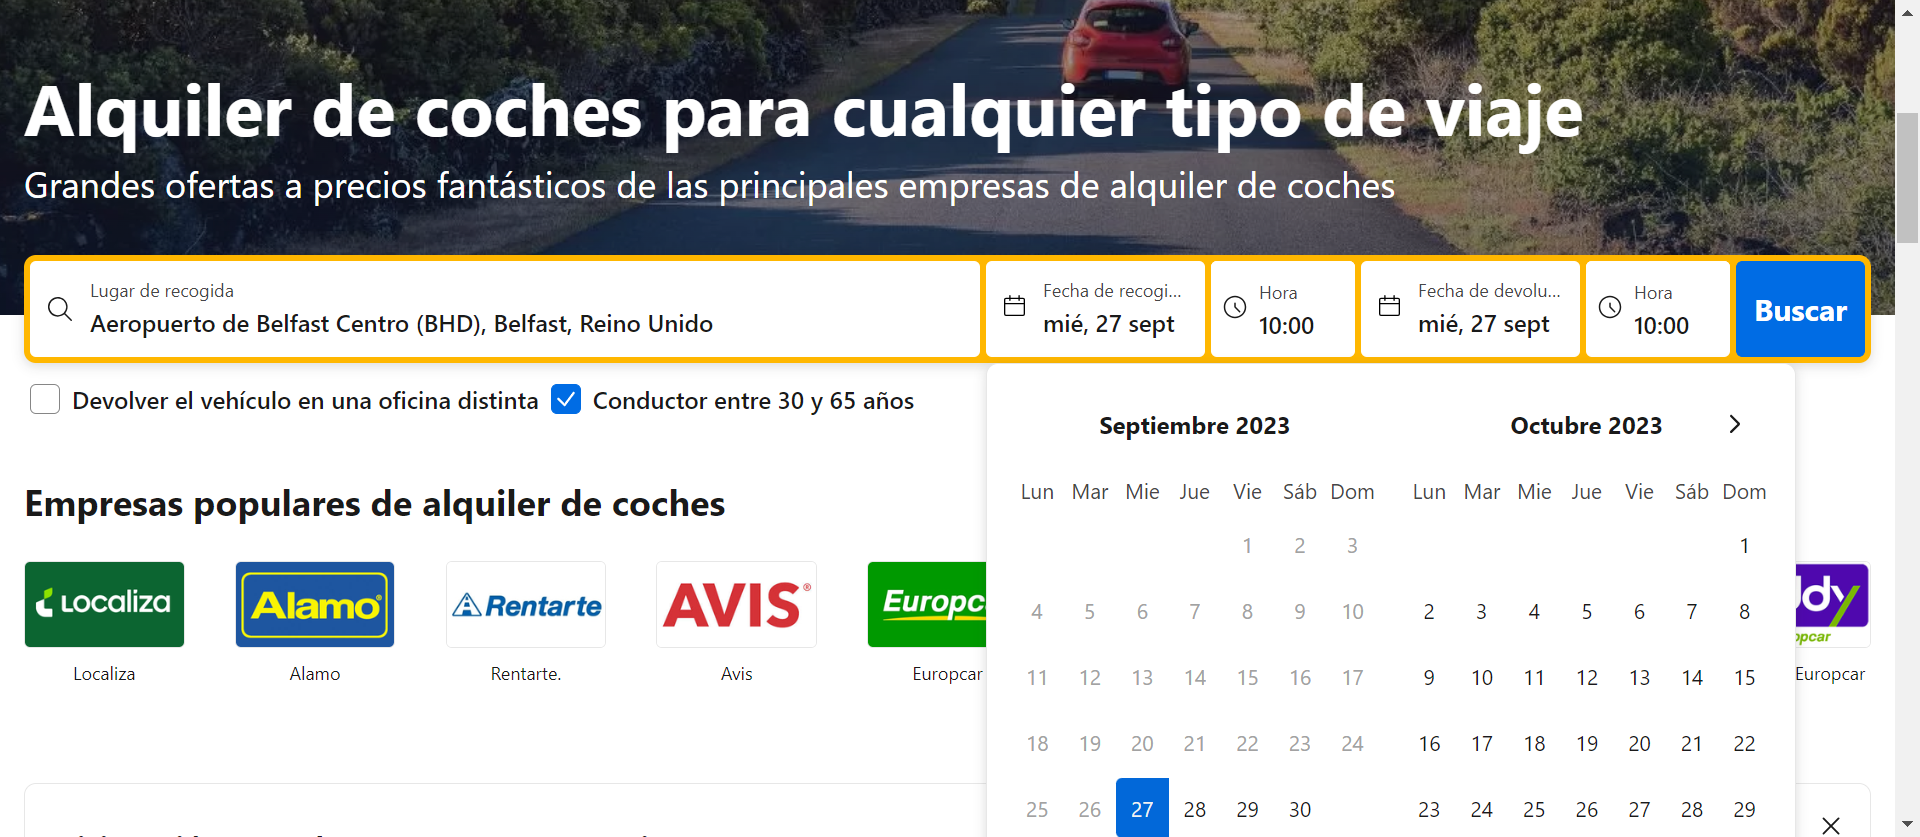 Alquiler de coches para cualquier tipo de viaje
Grandes ofertas a precios fantásticos de las principales empresas de alquiler de coches
Lugar de recogida
Aeropuerto de Belfast Centro (BHD), Belfast, Reino Unido
Fecha de recogi...
mié, 27 sept
Hora
10:00
Fecha de devolu...
mié, 27 sept
Hora
10:00
Buscar
Devolver el vehículo en una oficina distinta
Conductor entre 30 y 65 años
Septiembre 2023
Lun Mar Mie Jue Vie Sáb Dom
1 2 3
4 5 6 7 8 9 10
11 12 13 14 15 16 17
18 19 20 21 22 23 24
25 26 27 28 29 30
Octubre 2023
Lun Mar Mie Jue Vie Sáb Dom
1
2 3 4 5 6 7 8
9 10 11 12 13 14 15
16 17 18 19 20 21 22
23 24 25 26 27 28 29
Empresas populares de alquiler de coches
Localiza
Alamo
Rentarte
AVIS
Europc
ddy
opcar
Localiza
Alamo
Rentarte.
Avis
Europcar
Europcar